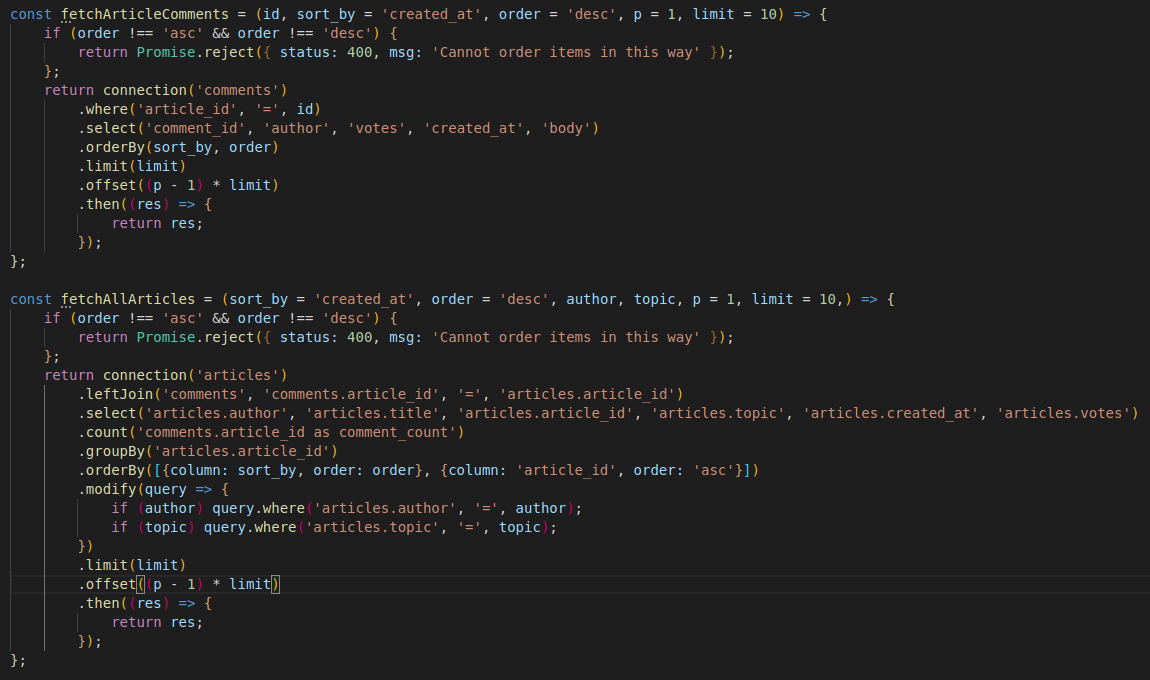 const fetchArticleComments = (id, sort_by = 'created_at', order = 'desc', p = 1, limit = 10) => {
    if (order !== 'asc' && order !== 'desc') {
        return Promise.reject({ status: 400, msg: 'Cannot order items in this way' });
    };
    return connection('comments')
        .where('article_id', '=', id)
        .select('comment_id', 'author', 'votes', 'created_at', 'body')
        .orderBy(sort_by, order)
        .limit(limit)
        .offset((p - 1) * limit)
        .then((res) => {
            return res;
        });
};

const fetchAllArticles = (sort_by = 'created_at', order = 'desc', author, topic, p = 1, limit = 10,) => {
    if (order !== 'asc' && order !== 'desc') {
        return Promise.reject({ status: 400, msg: 'Cannot order items in this way' });
    };
    return connection('articles')
        .leftJoin('comments', 'comments.article_id', '=', 'articles.article_id')
        .select('articles.author', 'articles.title', 'articles.article_id', 'articles.topic', 'articles.created_at', 'articles.votes')
        .count('comments.article_id as comment_count')
        .groupBy('articles.article_id')
        .orderBy([{column: sort_by, order: order}, {column: 'article_id', order: 'asc'}])
        .modify(query => {
            if (author) query.where('articles.author', '=', author);
            if (topic) query.where('articles.topic', '=', topic);
        })
        .limit(limit)
        .offset((p - 1) * limit)
        .then((res) => {
            return res;
        });
};